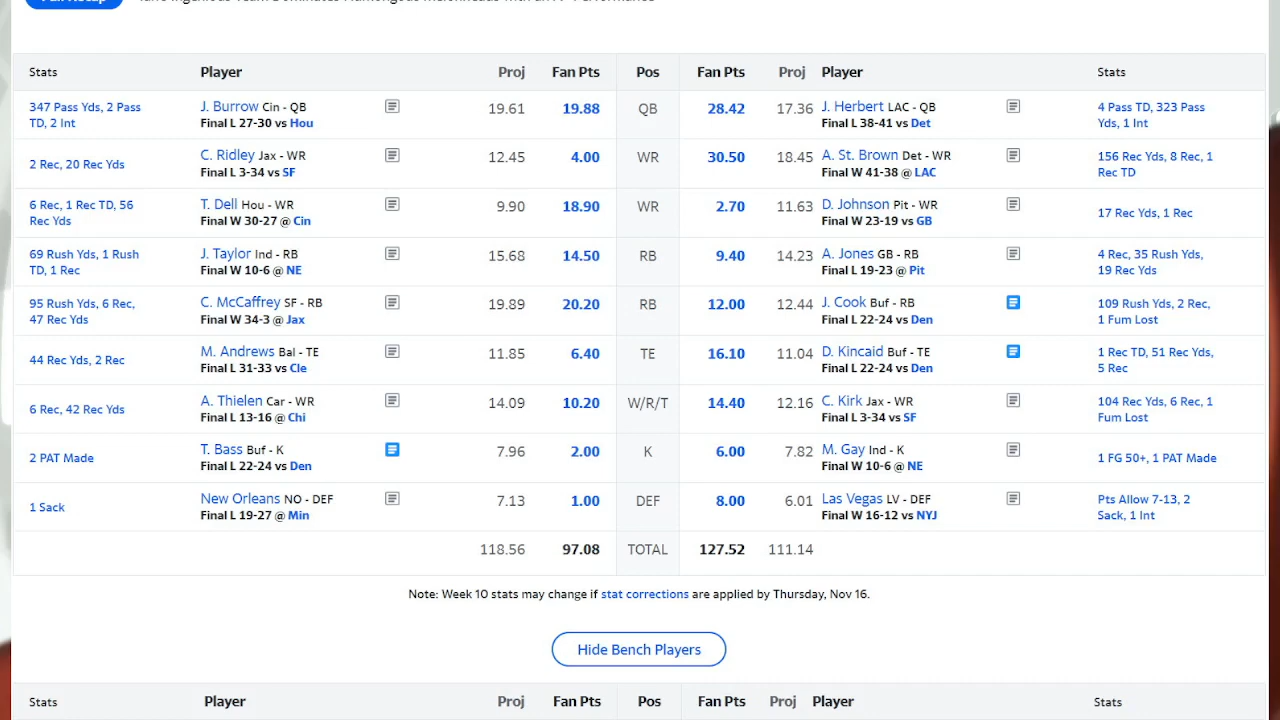 Stats Player Proj Fan Pts Pos Fan Pts Proj Player Stats
347 Pass Yds, 2 Pass TD, 2 Int J. Burrow Cin - QB 19.61 19.88 QB 28.42 17.36 J. Herbert LAC - QB 4 Pass TD, 323 Pass Yds, 1 Int
Final L 27-30 vs Hou Final L 38-41 vs Det
2 Rec, 20 Rec Yds C. Ridley Jax - WR 12.45 4.00 WR 30.50 18.45 A. St. Brown Det - WR 156 Rec Yds, 8 Rec, 1 Rec TD
Final L 3-34 vs SF Final W 41-38 @ LAC
6 Rec, 1 Rec TD, 56 Rec Yds T. Dell Hou - WR 9.90 18.90 WR 2.70 11.63 D. Johnson Pit - WR 17 Rec Yds, 1 Rec
Final W 30-27 @ Cin Final W 23-19 vs GB
69 Rush Yds, 1 Rush TD, 1 Rec J. Taylor Ind - RB 15.68 14.50 RB 9.40 14.23 A. Jones GB - RB 4 Rec, 35 Rush Yds, 19 Rec Yds
Final W 10-6 @ NE Final L 19-23 @ Pit
95 Rush Yds, 6 Rec, 47 Rec Yds C. McCaffrey SF - RB 19.89 20.20 RB 12.00 12.44 J. Cook Buf - RB 109 Rush Yds, 2 Rec, 1 Fum Lost
Final W 34-3 @ Jax Final L 22-24 vs Den
44 Rec Yds, 2 Rec M. Andrews Bal - TE 11.85 6.40 TE 16.10 11.04 D. Kincaid Buf - TE 1 Rec TD, 51 Rec Yds, 5 Rec
Final L 31-33 vs Cle Final L 22-24 vs Den
6 Rec, 42 Rec Yds A. Thielen Car - WR 14.09 10.20 W/R/T 14.40 12.16 C. Kirk Jax - WR 104 Rec Yds, 6 Rec, 1 Fum Lost
Final L 13-16 @ Chi Final L 3-34 vs SF
2 PAT Made T. Bass Buf - K 7.96 2.00 K 6.00 7.82 M. Gay Ind - K 1 FG 50+, 1 PAT Made
Final L 22-24 vs Den Final W 10-6 @ NE
1 Sack New Orleans NO - DEF 7.13 1.00 DEF 8.00 6.01 Las Vegas LV - DEF Pts Allow 7-13, 2 Sack, 1 Int
Final L 19-27 @ Min Final W 16-12 vs NYJ
118.56 97.08 TOTAL 127.52 111.14
Note: Week 10 stats may change if stat corrections are applied by Thursday, Nov 16.
Hide Bench Players
Stats Player Proj Fan Pts Pos Fan Pts Proj Player Stats